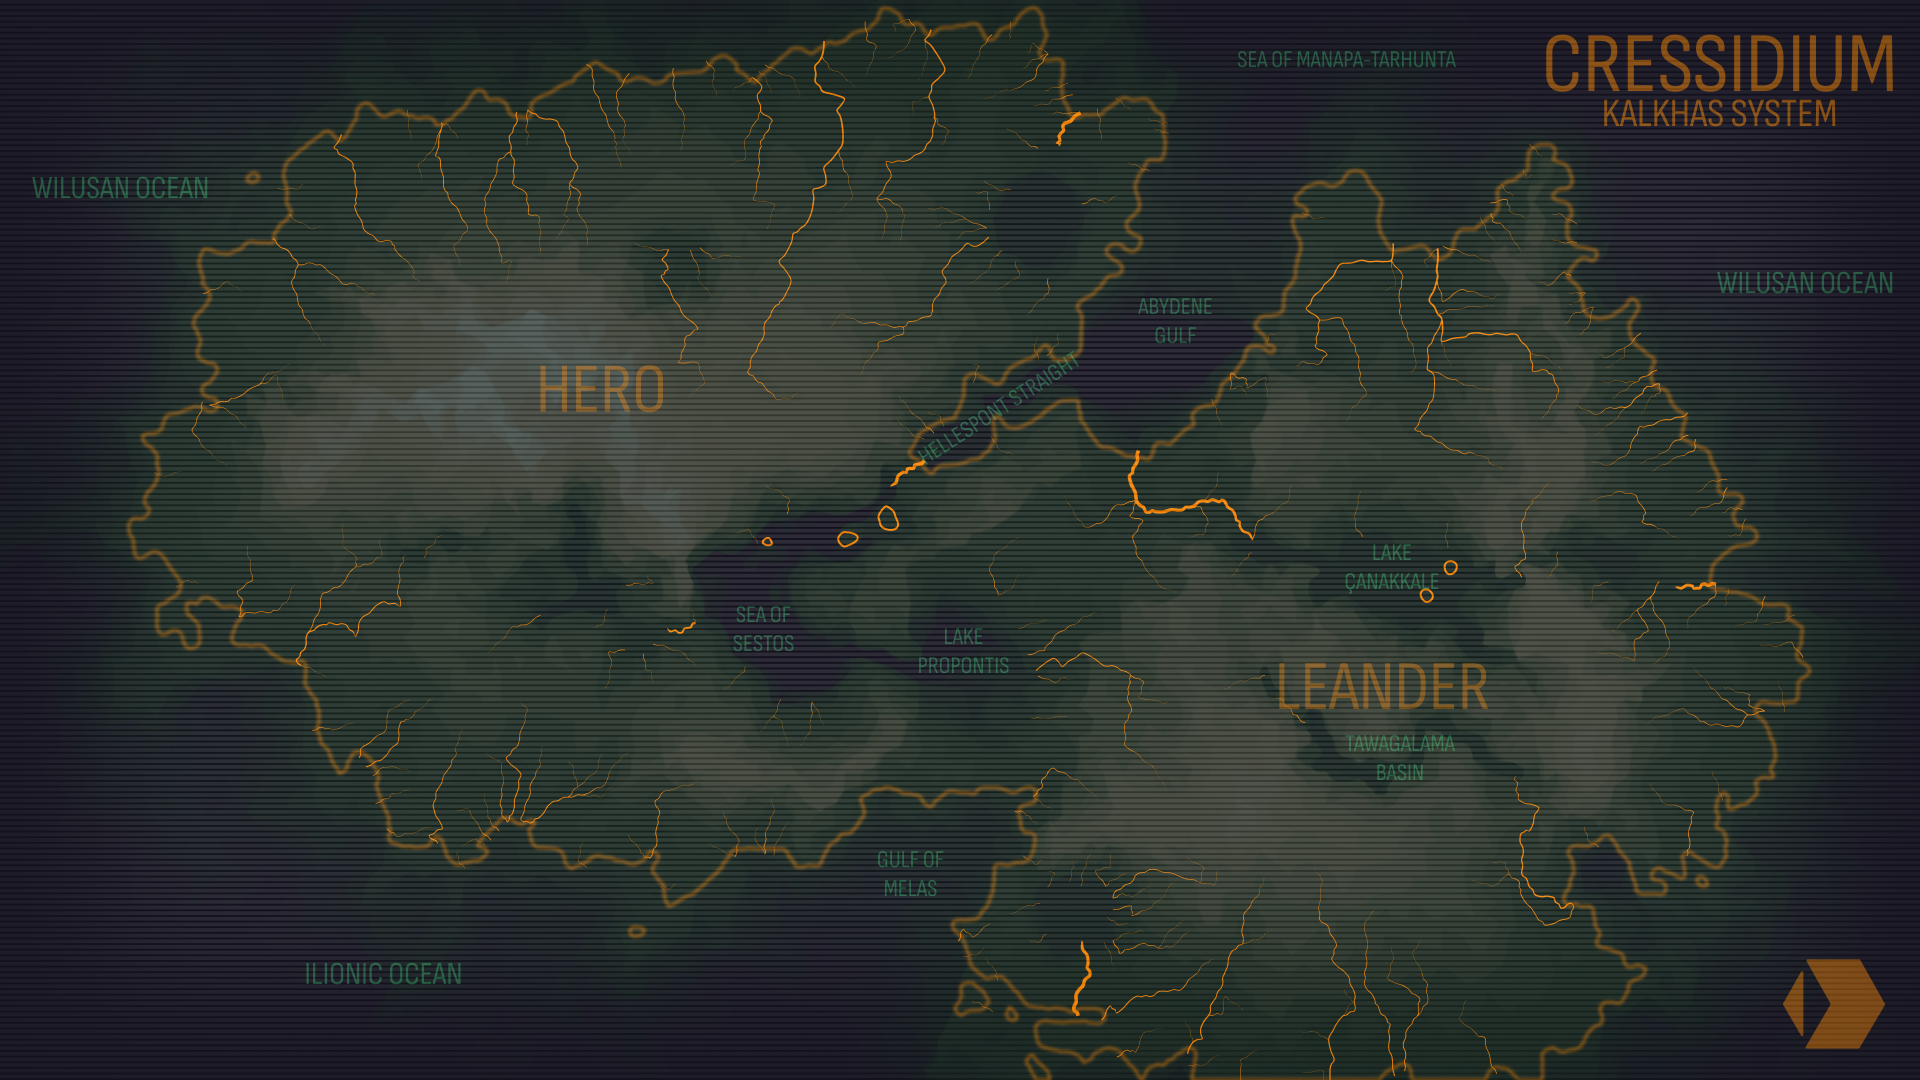 CRESSIDIUM
KALKHAS SYSTEM
SEA OF MANAPA-TARHUNTA
WILUSAN OCEAN
WILUSAN OCEAN
ABYDENE
GULF
HELLESPONT STRAIGHT
HERO
LAKE
ÇANAKKALE
SEA OF
SESTOS
LAKE
PROPONTIS
LEANDER
TAWAGALAMA
BASIN
GULF OF
MELAS
ILIONIC OCEAN